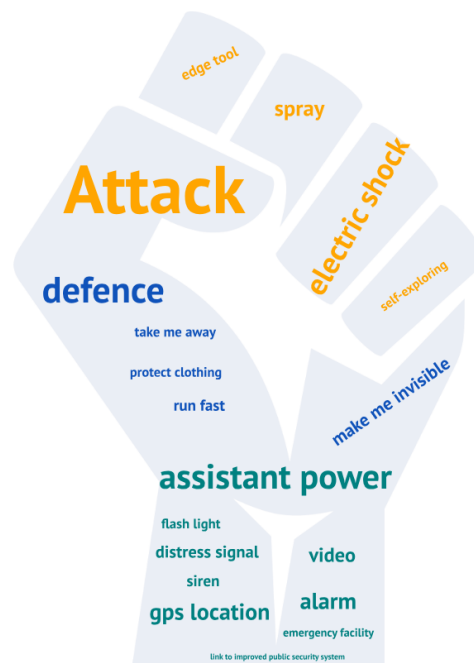 edge tool
spray
electric shock
Attack
self-exploring
defence
take me away
protect clothing
run fast
make me invisible
assistant power
flash light
distress signal
siren
gps location
video
alarm
emergency facility
link to improved public security system